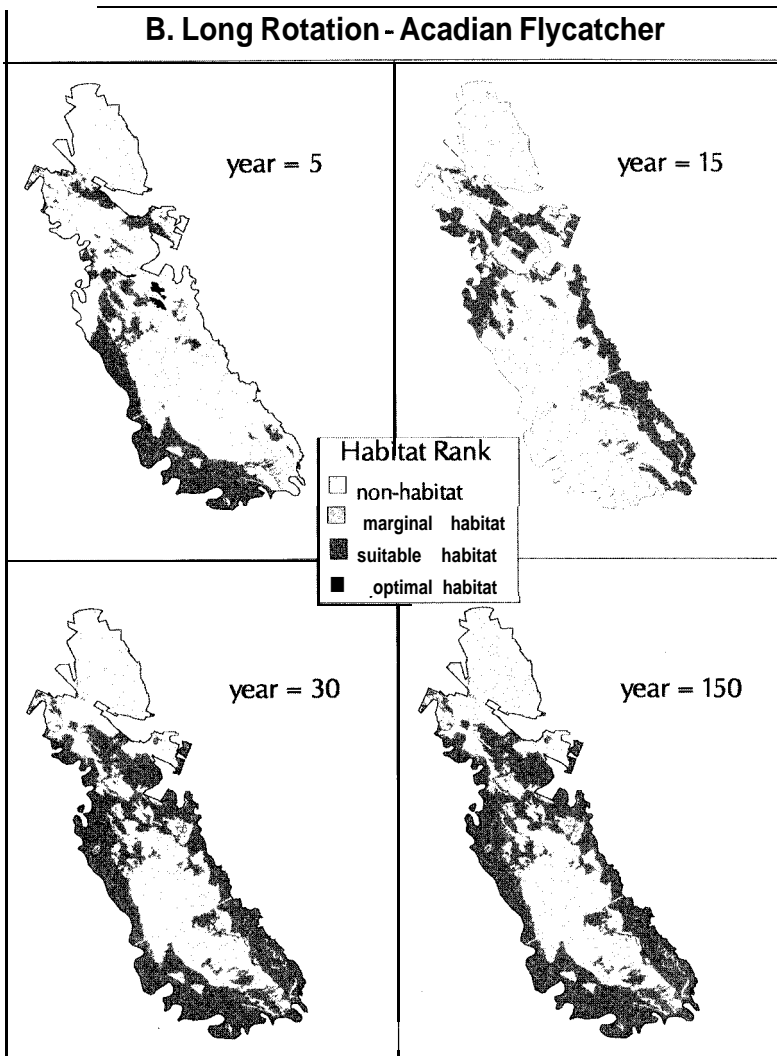 B. Long Rotation - Acadian Flycatcher
year = 5
year = 15
Habitat Rank
non-habitat
marginal habitat
suitable habitat
optimal habitat
year = 30
year = 150